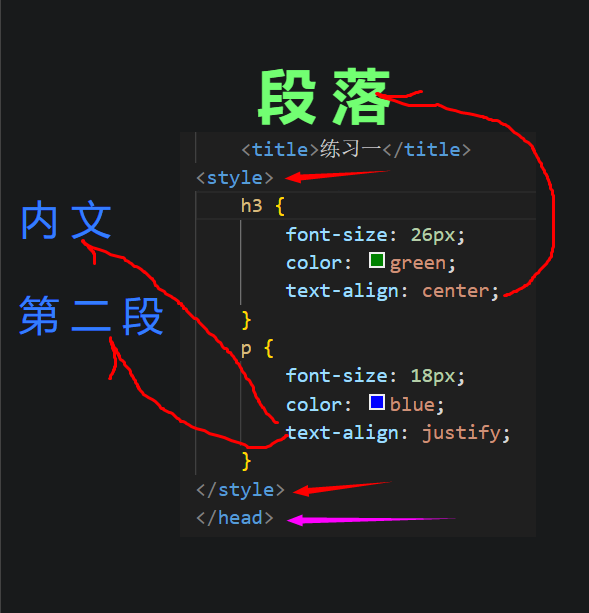 段落
<title>练习一</title>
<style>
h3 {
font-size: 26px;
内文
color: green;
text-align: center;
第二段
}
p {
font-size: 18px;
color: blue;
text-align: justify;
}
</style>
</head>